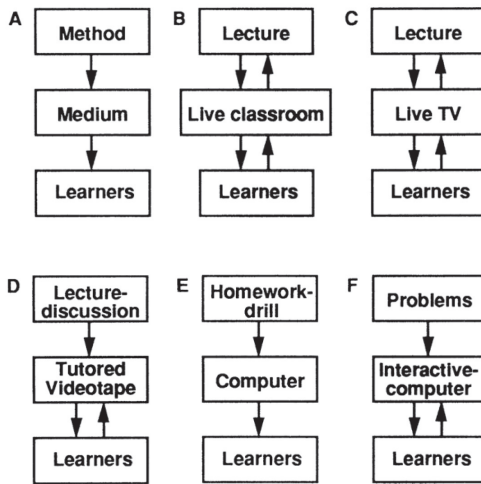 A Method B Lecture C Lecture
Medium Live classroom Live TV
Learners Learners Learners
D Lecture- E Homework- F Problems
discussion drill
Tutored Computer Interactive-
Videotape computer
Learners Learners Learners